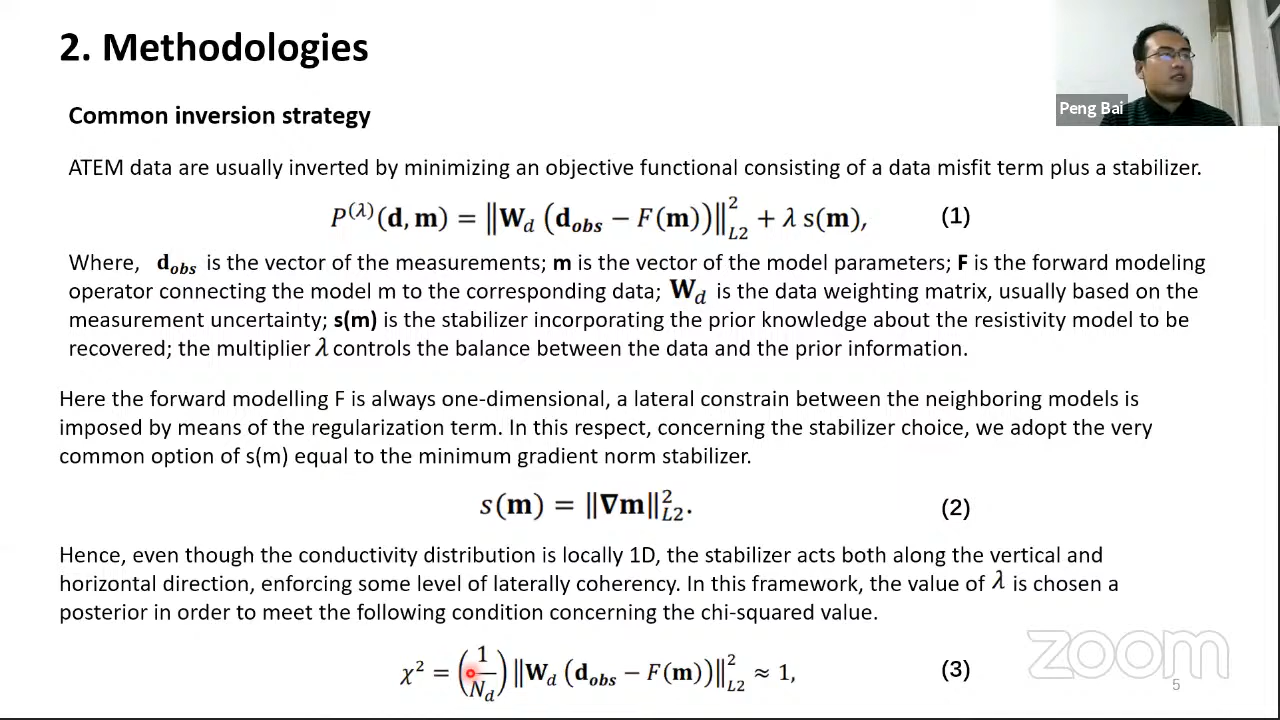 2. Methodologies
Peng Bai
Common inversion strategy
ATEM data are usually inverted by minimizing an objective functional consisting of a data misfit term plus a stabilizer.
P^(λ)(d, m) = ‖W_d (d_obs − F(m))‖²_L2 + λ s(m), (1)
Where, d_obs is the vector of the measurements; m is the vector of the model parameters; F is the forward modeling
operator connecting the model m to the corresponding data; W_d is the data weighting matrix, usually based on the
measurement uncertainty; s(m) is the stabilizer incorporating the prior knowledge about the resistivity model to be
recovered; the multiplier λ controls the balance between the data and the prior information.
Here the forward modelling F is always one-dimensional, a lateral constrain between the neighboring models is
imposed by means of the regularization term. In this respect, concerning the stabilizer choice, we adopt the very
common option of s(m) equal to the minimum gradient norm stabilizer.
s(m) = ‖∇m‖²_L2. (2)
Hence, even though the conductivity distribution is locally 1D, the stabilizer acts both along the vertical and
horizontal direction, enforcing some level of laterally coherency. In this framework, the value of λ is chosen a
posterior in order to meet the following condition concerning the chi-squared value.
χ² = (1/N_d) ‖W_d (d_obs − F(m))‖²_L2 ≈ 1, (3)
zoom
5